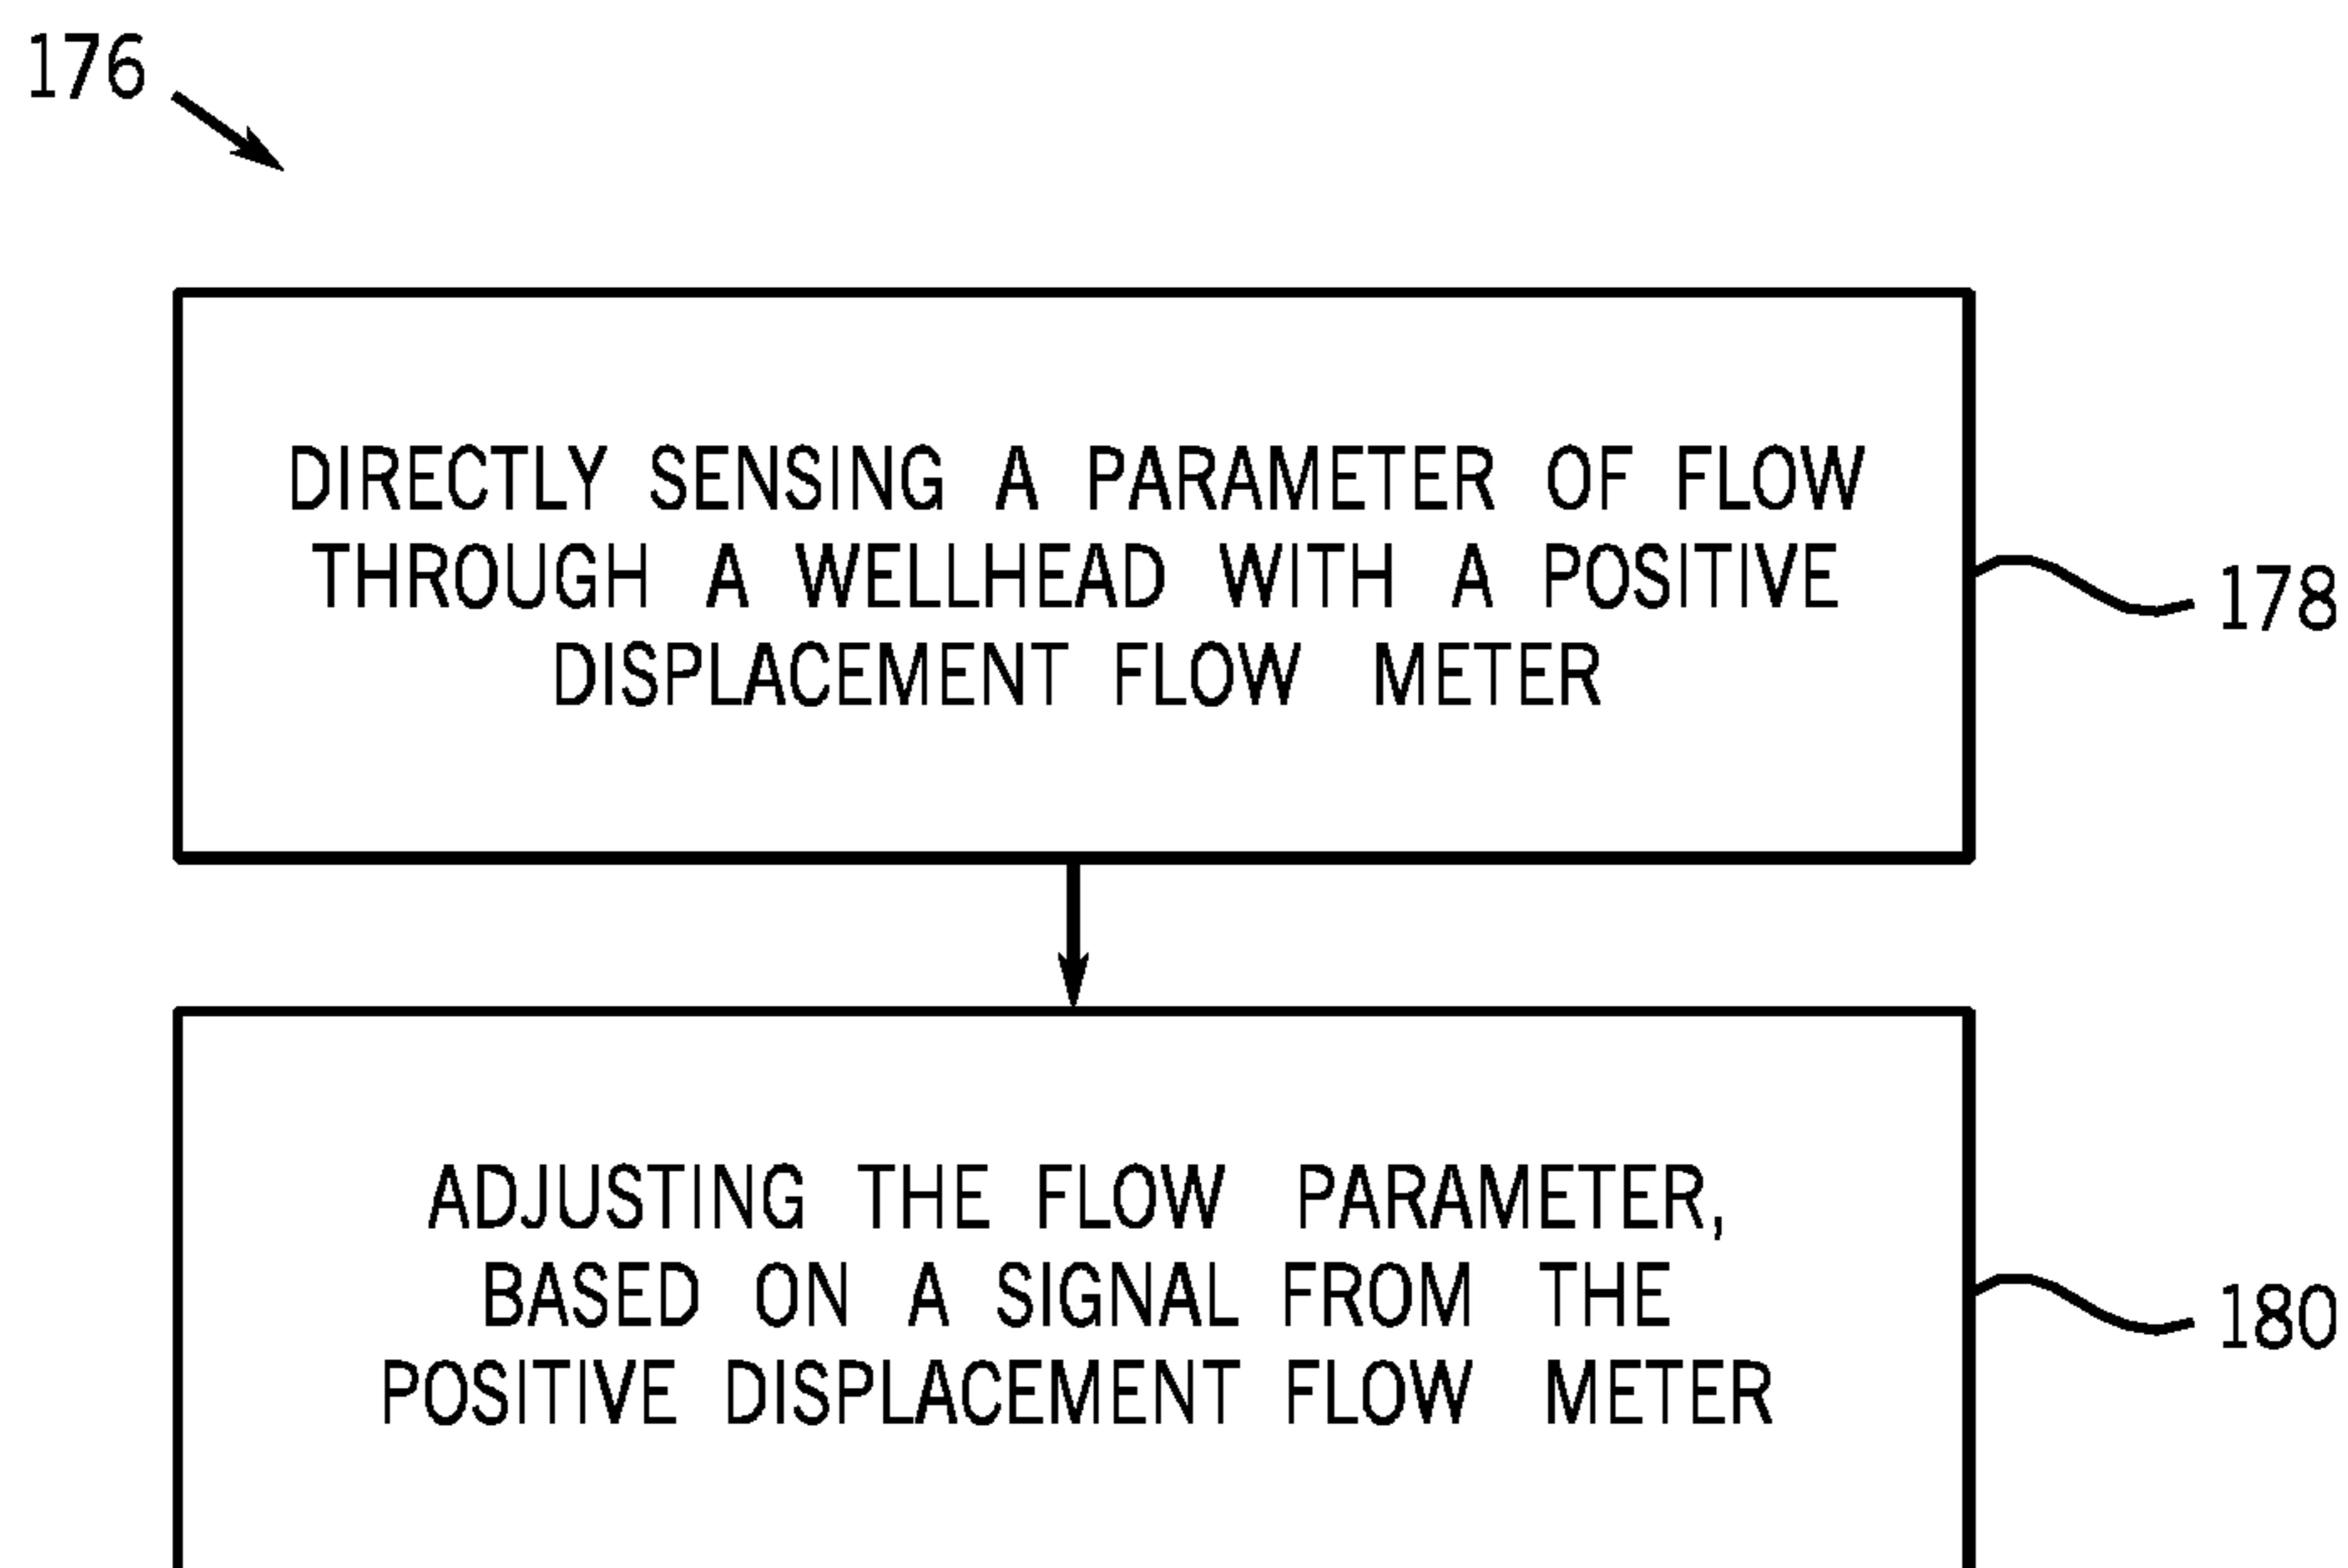 176
DIRECTLY SENSING A PARAMETER OF FLOW
THROUGH A WELLHEAD WITH A POSITIVE
DISPLACEMENT FLOW METER
178
ADJUSTING THE FLOW PARAMETER,
BASED ON A SIGNAL FROM THE
POSITIVE DISPLACEMENT FLOW METER
180